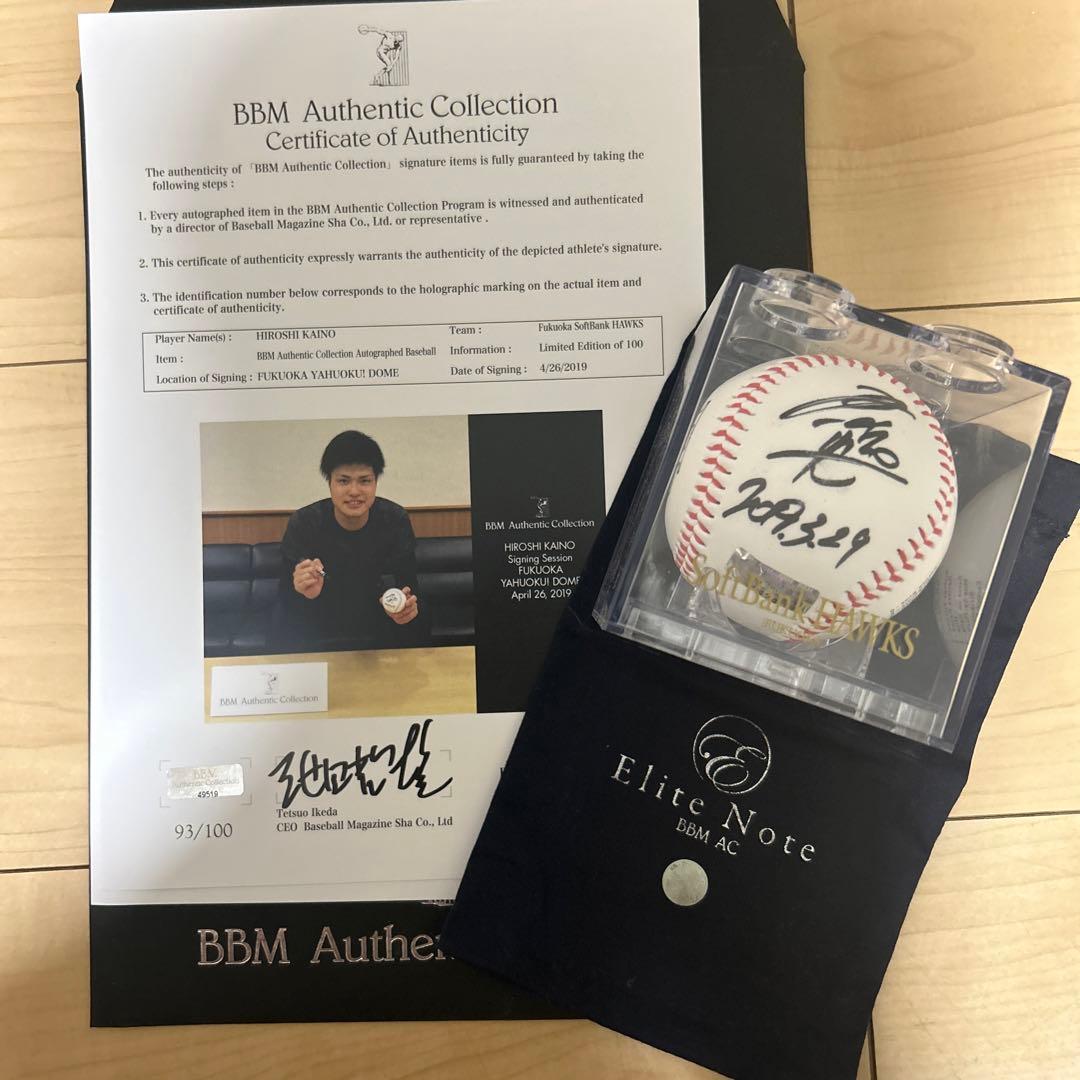 BBM Authentic Collection
Certificate of Authenticity
The authenticity of 「BBM Authentic Collection」 signature items is fully guaranteed by taking the
following steps :
1. Every autographed item in the BBM Authentic Collection Program is witnessed and authenticated
by a director of Baseball Magazine Sha Co., Ltd. or representative .
2. This certificate of authenticity expressly warrants the authenticity of the depicted athlete's signature.
3. The identification number below corresponds to the holographic marking on the actual item and
certificate of authenticity.
Player Name(s) : HIROSHI KAINO Team : Fukuoka SoftBank HAWKS
Item : BBM Authentic Collection Autographed Baseball Information : Limited Edition of 100
Location of Signing : FUKUOKA YAHUOKU! DOME Date of Signing : 4/26/2019
BBM Authentic Collection
HIROSHI KAINO
Signing Session
FUKUOKA
YAHUOKU! DOME
April 26, 2019
BBM Authentic Collection
BBM
Authentic Collection
49519
93/100
Tetsuo Ikeda
CEO Baseball Magazine Sha Co., Ltd
BBM Authe
2019.3.29
SoftBank HAWKS
Elite Note
BBM AC